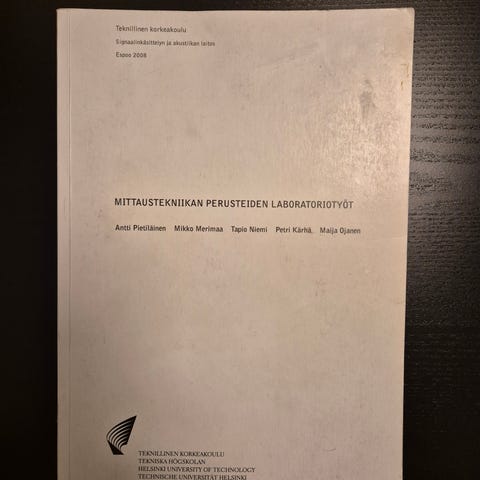 Teknillinen korkeakoulu
Signaalinkäsittelyn ja akustiikan laitos
Espoo 2008
MITTAUSTEKNIIKAN PERUSTEIDEN LABORATORIOTYÖT
Antti Pietiläinen Mikko Merimaa Tapio Niemi Petri Kärhä Maija Ojanen
TEKNILLINEN KORKEAKOULU
TEKNISKA HÖGSKOLAN
HELSINKI UNIVERSITY OF TECHNOLOGY
TECHNISCHE UNIVERSITÄT HELSINKI